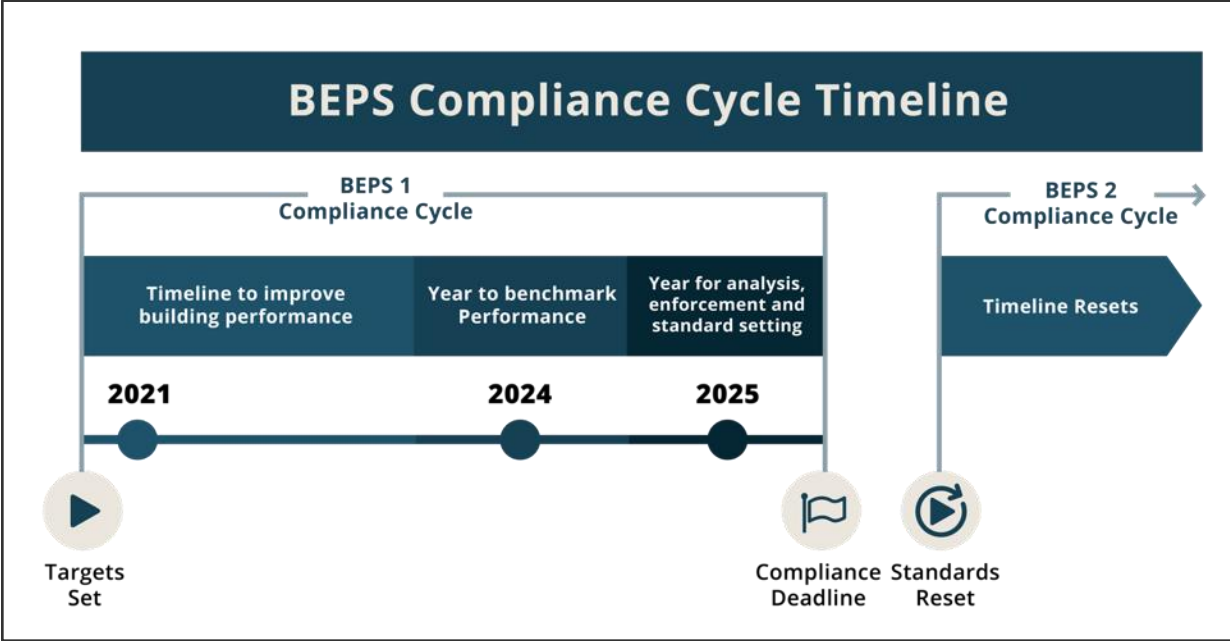 BEPS Compliance Cycle Timeline
BEPS 1
Compliance Cycle
BEPS 2
Compliance Cycle
Timeline to improve
building performance
Year to benchmark
Performance
Year for analysis,
enforcement and
standard setting
Timeline Resets
2021
2024
2025
Targets
Set
Compliance
Deadline
Standards
Reset